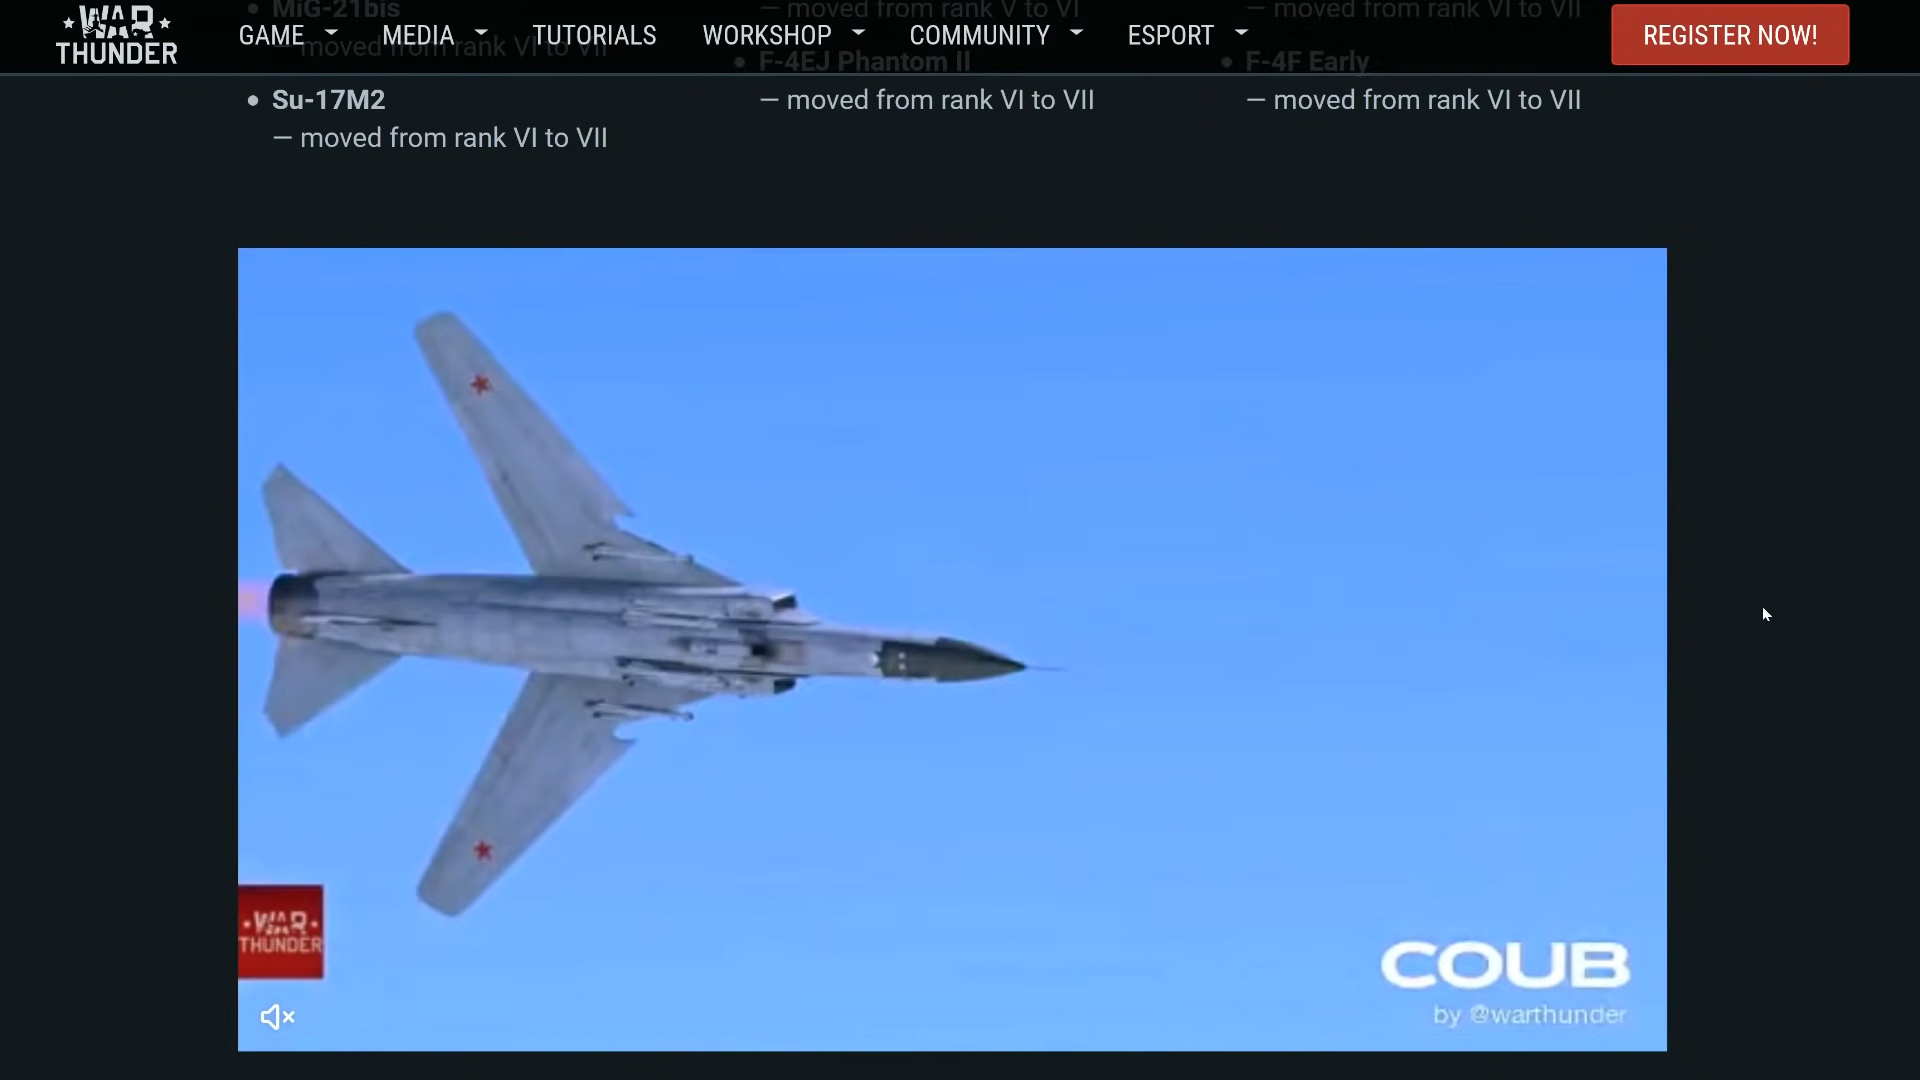 WAR
THUNDER
GAME
MEDIA
TUTORIALS
WORKSHOP
COMMUNITY
ESPORT
REGISTER NOW!
MiG-21bis
— moved from rank VI to VII
Su-17M2
— moved from rank VI to VII
— moved from rank V to VI
F-4EJ Phantom II
— moved from rank VI to VII
— moved from rank VI to VII
F-4F Early
— moved from rank VI to VII
WAR
THUNDER
COUB
by @warthunder